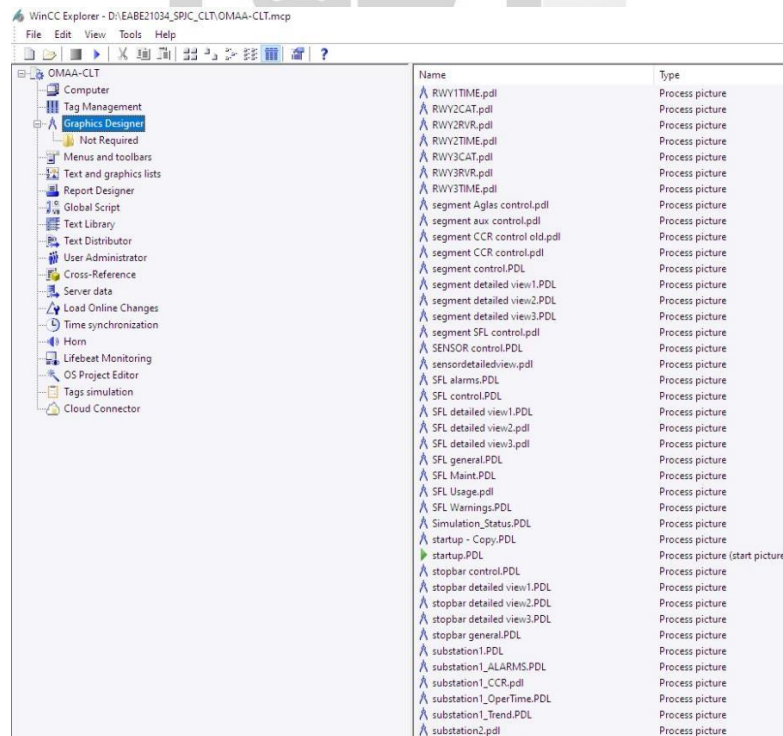 WinCC Explorer - D:\EABE21034_SPJC_CLT\OMAA-CLT.mcp
File Edit View Tools Help
?
OMAA-CLT
Computer
Tag Management
Graphics Designer
Not Required
Menus and toolbars
Text and graphics lists
Report Designer
Global Script
Text Library
Text Distributor
User Administrator
Cross-Reference
Server data
Load Online Changes
Time synchronization
Horn
Lifebeat Monitoring
OS Project Editor
Tags simulation
Cloud Connector
Name Type
RWY1TIME.pdl Process picture
RWY2CAT.pdl Process picture
RWY2RVR.pdl Process picture
RWY2TIME.pdl Process picture
RWY3CAT.pdl Process picture
RWY3RVR.pdl Process picture
RWY3TIME.pdl Process picture
segment Aglas control.pdl Process picture
segment aux control.pdl Process picture
segment CCR control old.pdl Process picture
segment CCR control.pdl Process picture
segment control.PDL Process picture
segment detailed view1.PDL Process picture
segment detailed view2.PDL Process picture
segment detailed view3.PDL Process picture
segment SFL control.pdl Process picture
SENSOR control.PDL Process picture
sensordetailedview.pdl Process picture
SFL alarms.PDL Process picture
SFL control.PDL Process picture
SFL detailed view1.PDL Process picture
SFL detailed view2.pdl Process picture
SFL detailed view3.pdl Process picture
SFL general.PDL Process picture
SFL Maint.PDL Process picture
SFL Usage.pdl Process picture
SFL Warnings.PDL Process picture
Simulation_Status.PDL Process picture
startup - Copy.PDL Process picture
startup.PDL Process picture (start picture
stopbar control.PDL Process picture
stopbar detailed view1.PDL Process picture
stopbar detailed view2.PDL Process picture
stopbar detailed view3.PDL Process picture
stopbar general.PDL Process picture
substation1.PDL Process picture
substation1_ALARMS.PDL Process picture
substation1_CCR.pdl Process picture
substation1_OperTime.PDL Process picture
substation1_Trend.PDL Process picture
substation2.pdl Process picture